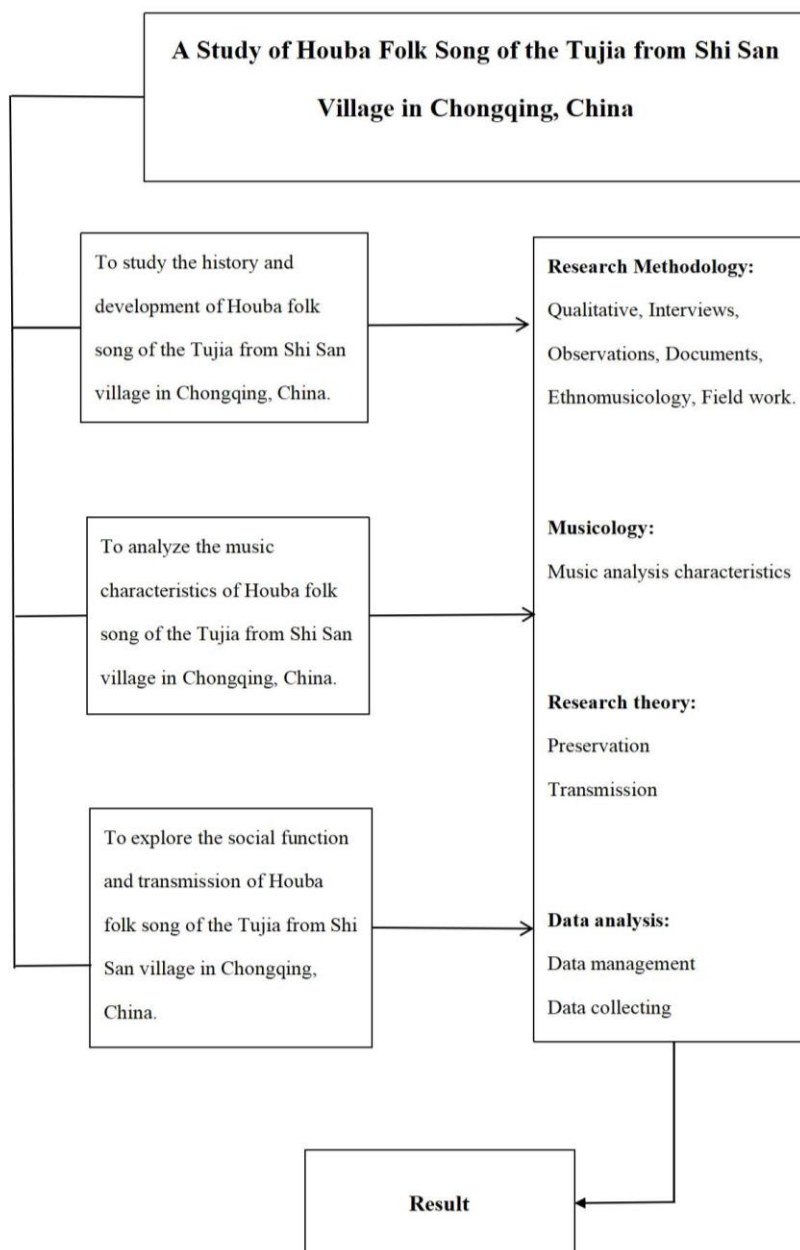 A Study of Houba Folk Song of the Tujia from Shi San
Village in Chongqing, China
To study the history and
development of Houba folk
song of the Tujia from Shi San
village in Chongqing, China.
To analyze the music
characteristics of Houba folk
song of the Tujia from Shi San
village in Chongqing, China.
To explore the social function
and transmission of Houba
folk song of the Tujia from Shi
San village in Chongqing,
China.
Research Methodology:
Qualitative, Interviews,
Observations, Documents,
Ethnomusicology, Field work.
Musicology:
Music analysis characteristics
Research theory:
Preservation
Transmission
Data analysis:
Data management
Data collecting
Result